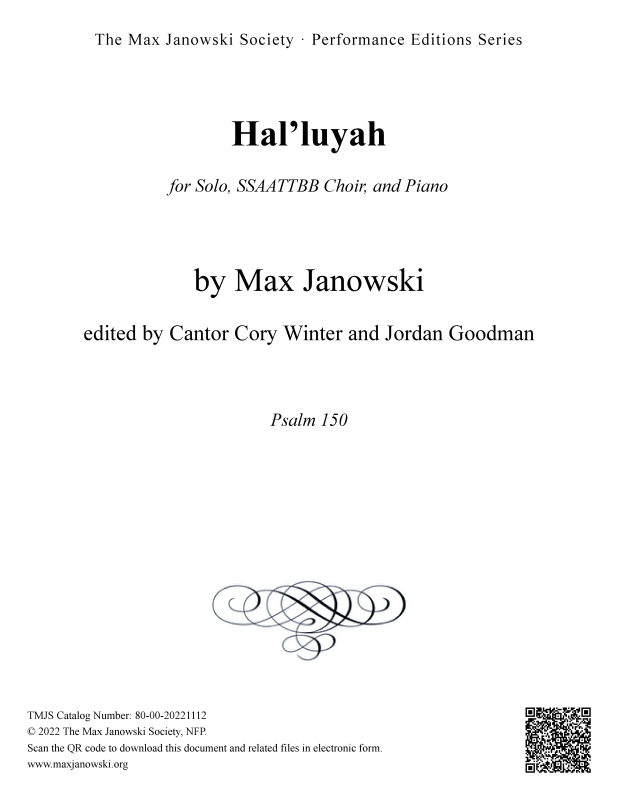 The Max Janowski Society · Performance Editions Series
Hal’luyah
for Solo, SSAATTBB Choir, and Piano
by Max Janowski
edited by Cantor Cory Winter and Jordan Goodman
Psalm 150
TMJS Catalog Number: 80-00-20221112
© 2022 The Max Janowski Society, NFP.
Scan the QR code to download this document and related files in electronic form.
www.maxjanowski.org